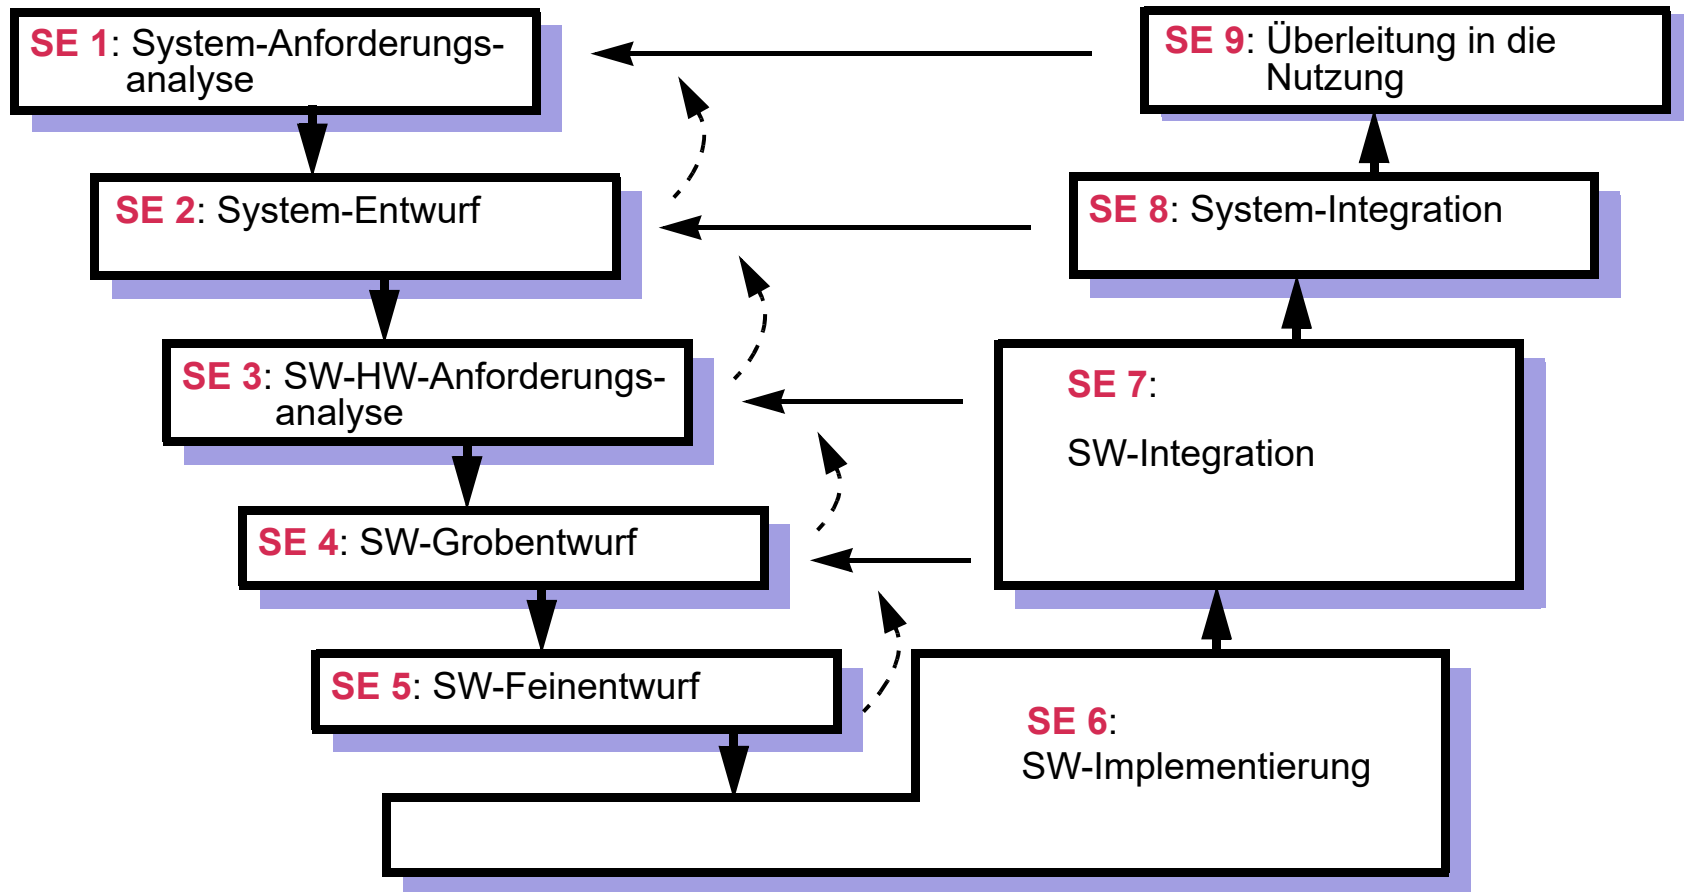 SE 1: System-Anforderungs-
analyse
SE 2: System-Entwurf
SE 3: SW-HW-Anforderungs-
analyse
SE 4: SW-Grobentwurf
SE 5: SW-Feinentwurf
SE 6:
SW-Implementierung
SE 7:
SW-Integration
SE 8: System-Integration
SE 9: Überleitung in die
Nutzung